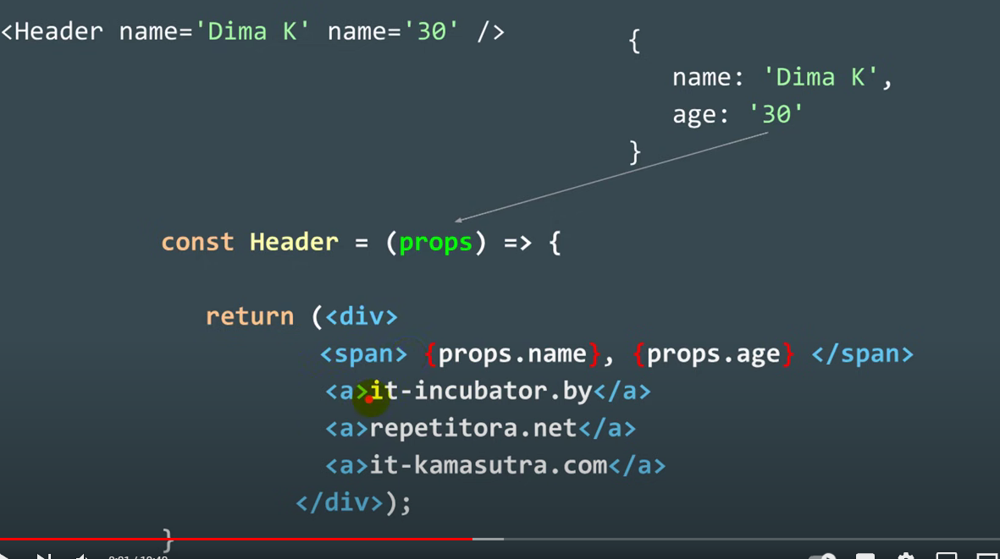 <Header name='Dima K' name='30' />
{
name: 'Dima K',
age: '30'
}
const Header = (props) => {
return (<div>
<span> {props.name}, {props.age} </span>
<a>it-incubator.by</a>
<a>repetitora.net</a>
<a>it-kamasutra.com</a>
</div>);
}